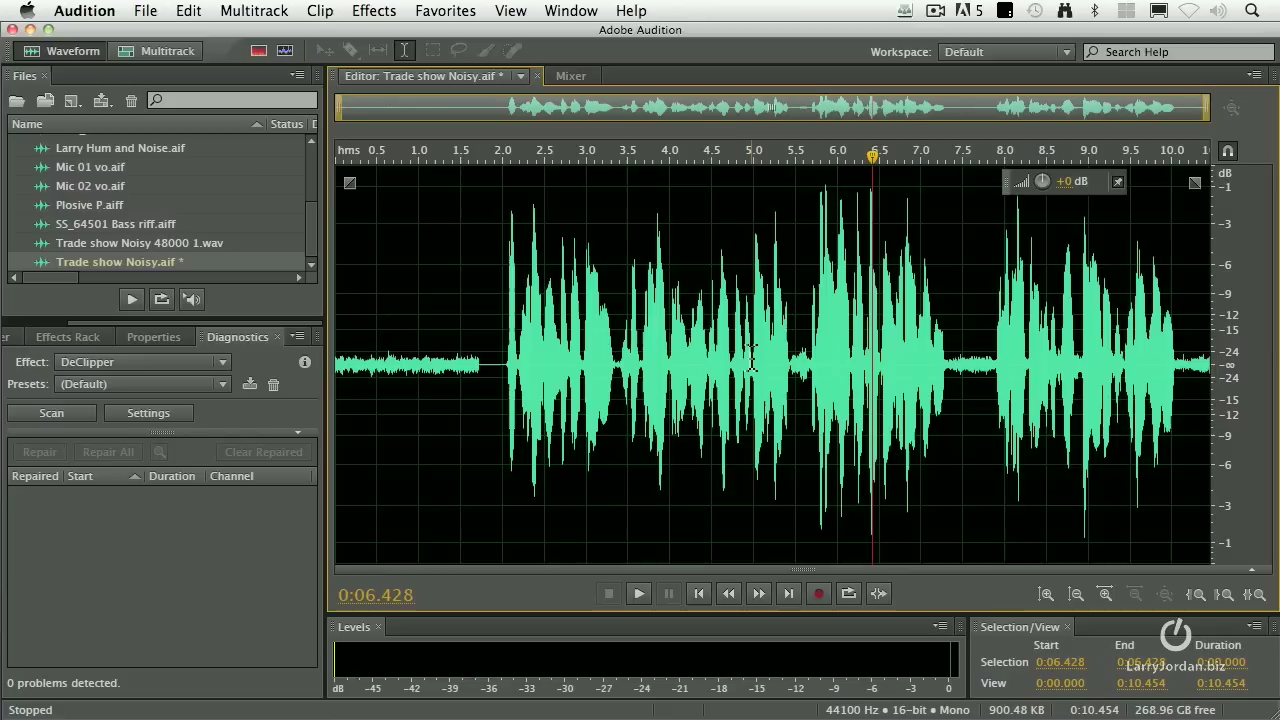 Audition File Edit Multitrack Clip Effects Favorites View Window Help 5
Adobe Audition
Waveform Multitrack Workspace: Default Search Help
Files Editor: Trade show Noisy.aif * Mixer
Name Status D
Larry Hum and Noise.aif
Mic 01 vo.aif
Mic 02 vo.aif
Plosive P.aiff
SS_64501 Bass riff.aiff
Trade show Noisy 48000 1.wav
Trade show Noisy.aif *
hms 0.5 1.0 1.5 2.0 2.5 3.0 3.5 4.0 4.5 5.0 5.5 6.0 6.5 7.0 7.5 8.0 8.5 9.0 9.5 10.0
+0 dB
dB
-1
-3
-6
-9
-12
-15
-24
-∞
-24
-15
-12
-9
-6
-3
-1
er Effects Rack Properties Diagnostics
Effect: DeClipper
Presets: (Default)
Scan Settings
Repair Repair All Clear Repaired
Repaired Start Duration Channel
0 problems detected.
0:06.428
Levels
dB -45 -42 -39 -36 -33 -30 -27 -24 -21 -18 -15 -12 -9 -6 -3 0
Selection/View
Start End Duration
Selection 0:06.428 0:06.428 0:00.000
LarryJordan.biz
View 0:00.000 0:10.454 0:10.454
Stopped 44100 Hz • 16-bit • Mono 900.48 KB 0:10.454 268.96 GB free